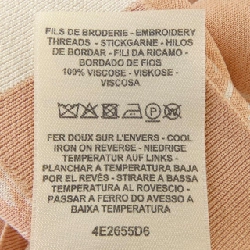 FILS DE BRODERIE - EMBROIDERY
THREADS - STICKGARNE - HILOS
DE BORDAR - FILI DA RICAMO -
BORDADO DE FIOS
100% VISCOSE - VISKOSE -
VISCOSA
FER DOUX SUR L'ENVERS - COOL
IRON ON REVERSE - NIEDRIGE
TEMPERATUR AUF LINKS -
PLANCHAR A TEMPERATURA BAJA
POR EL REVÉS - STIRARE A BASSA
TEMPERATURA AL ROVESCIO -
PASSAR A FERRO DO AVESSO A
BAIXA TEMPERATURA
4E2655D6